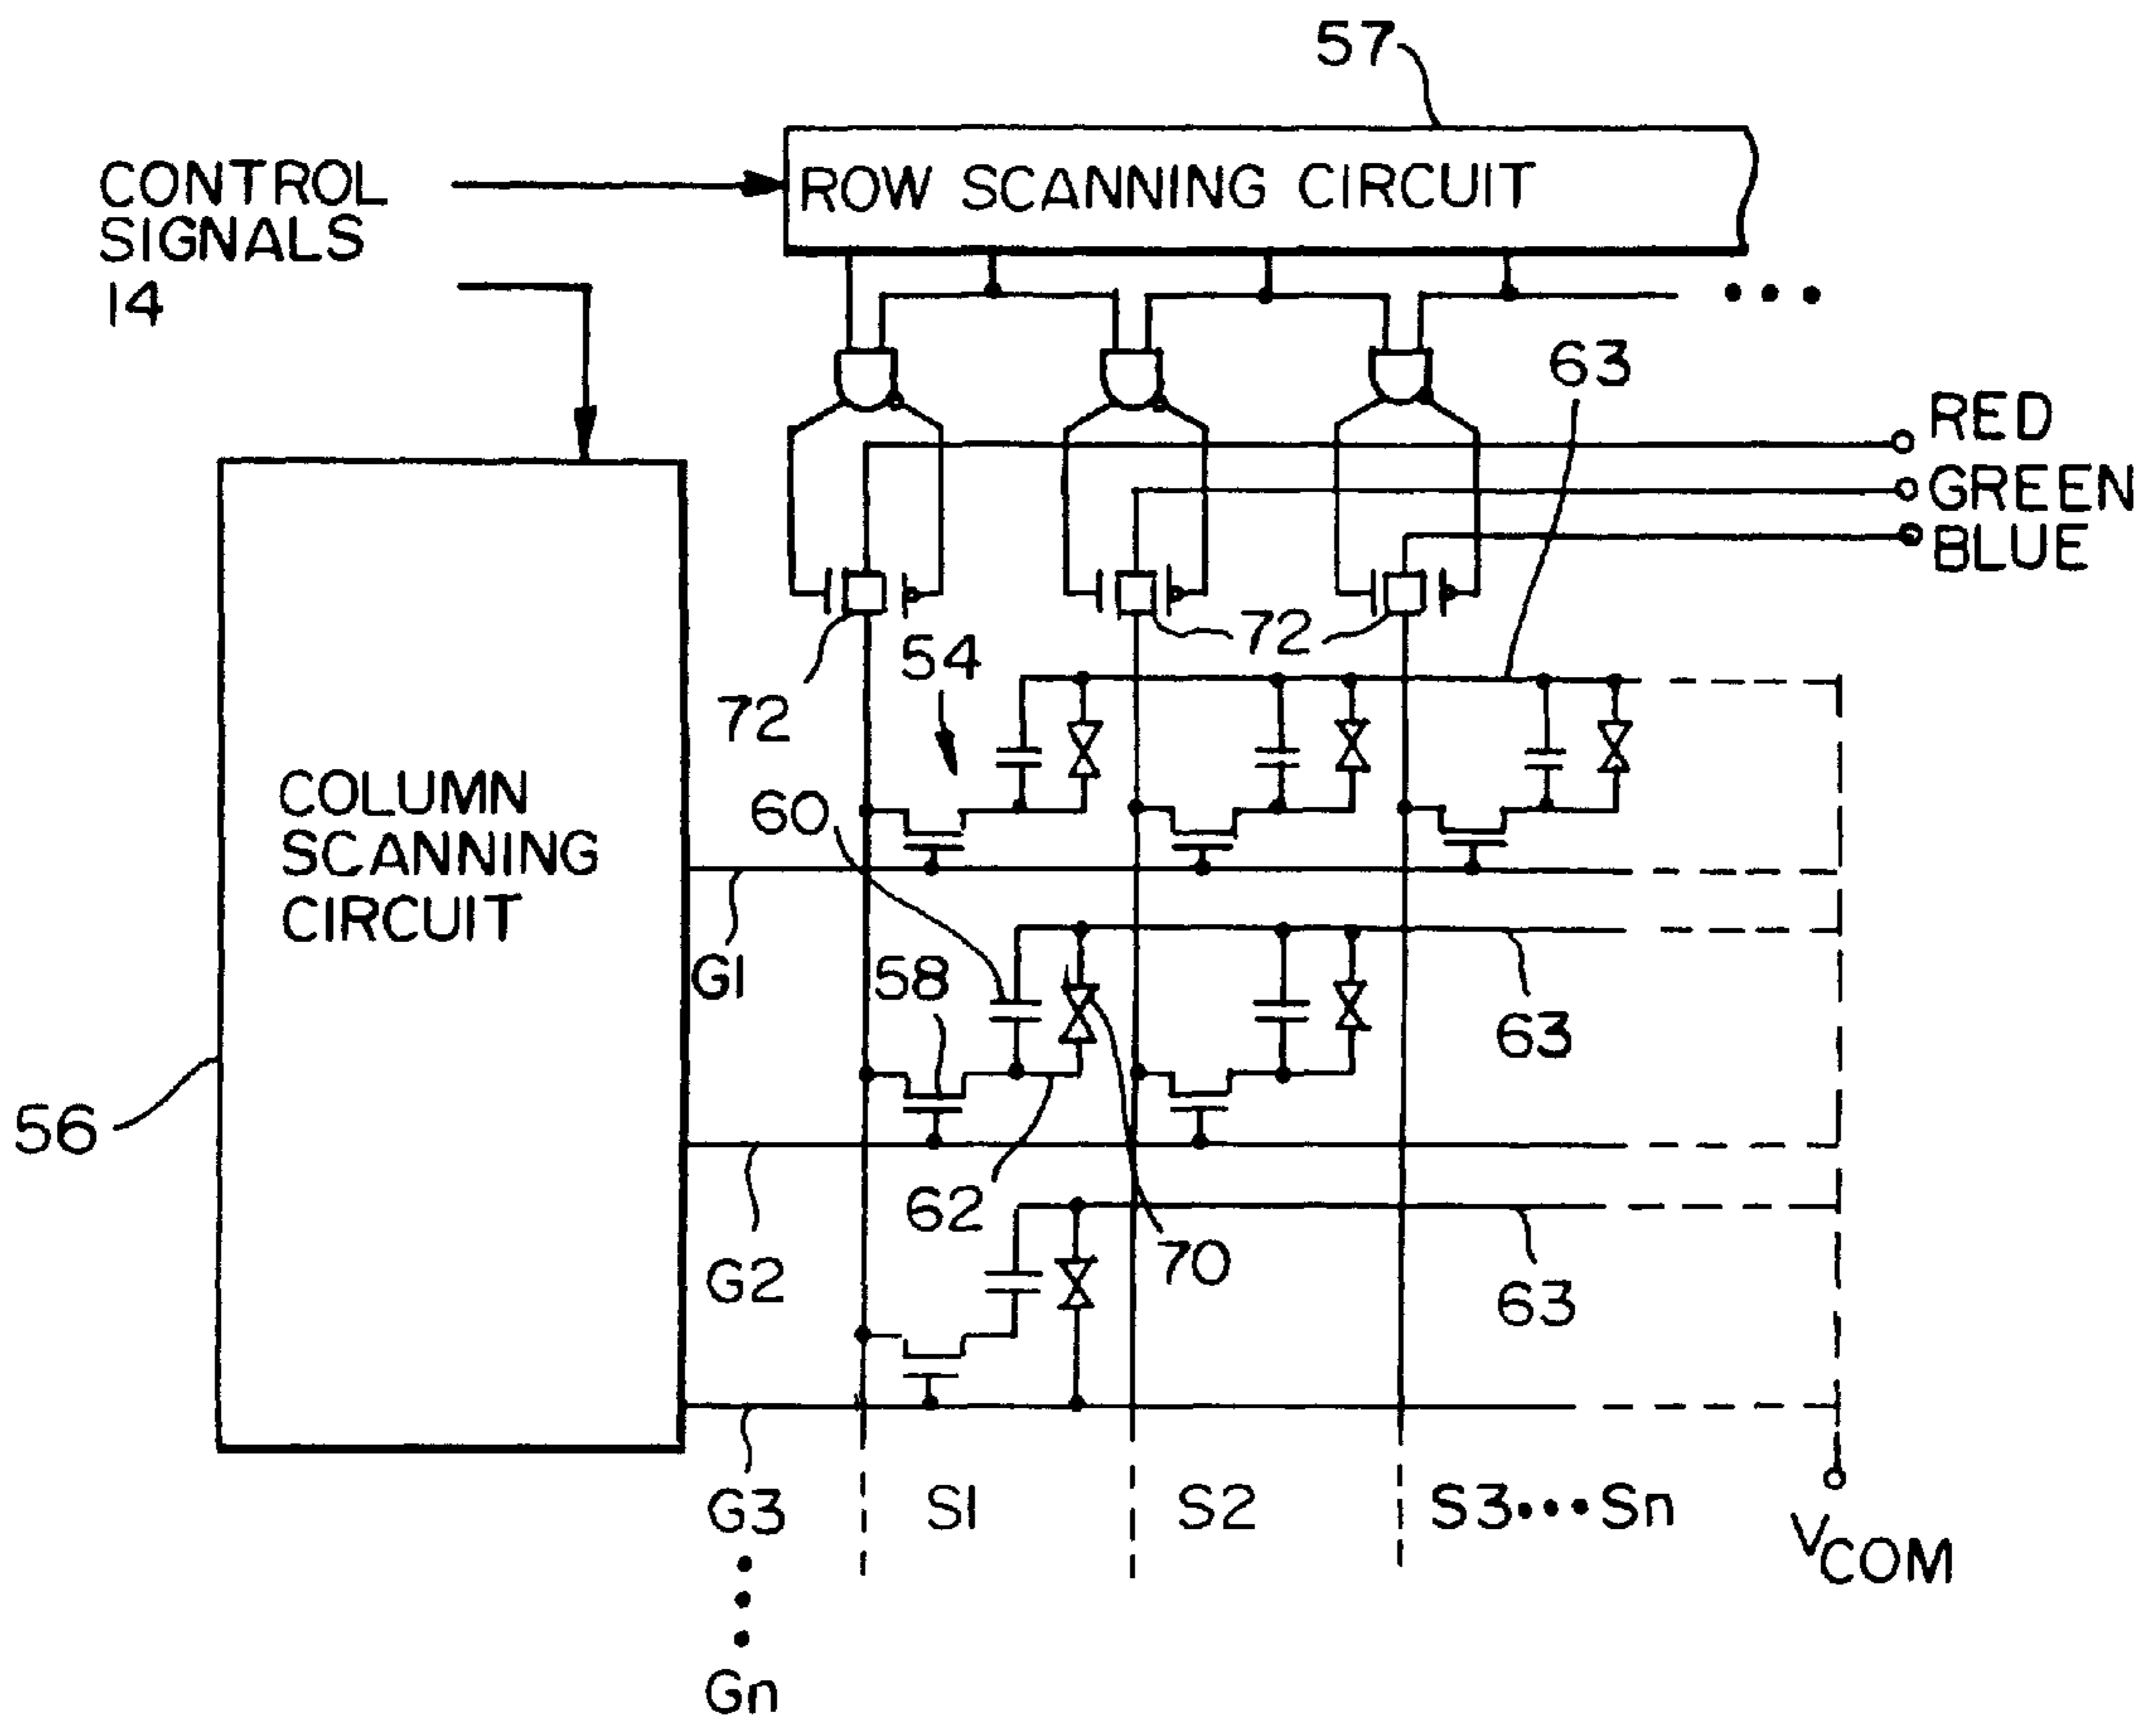 57
ROW SCANNING CIRCUIT
CONTROL
SIGNALS
14
63
RED
GREEN
BLUE
72
54
72
60
COLUMN
SCANNING
CIRCUIT
G1
58
63
56
62
70
G2
63
G3
S1
S2
S3•••Sn
VCOM
Gn